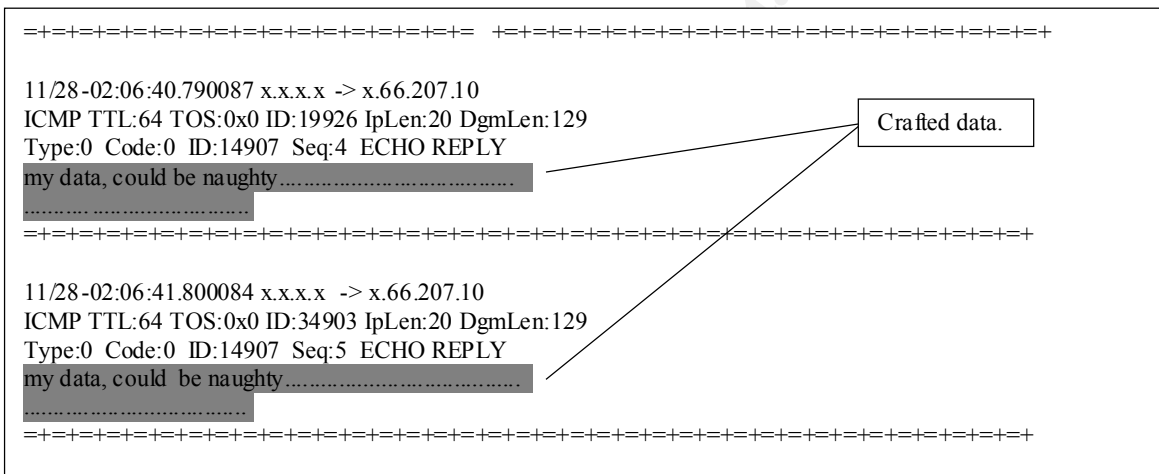 =+=+=+=+=+=+=+=+=+=+=+=+=+=+=+=+= +=+=+=+=+=+=+=+=+=+=+=+=+=+=+=+=+=+=+=+=+
11/28-02:06:40.790087 x.x.x.x -> x.66.207.10
ICMP TTL:64 TOS:0x0 ID:19926 IpLen:20 DgmLen:129
Type:0 Code:0 ID:14907 Seq:4 ECHO REPLY
Crafted data.
my data, could be naughty.......................................
.......................................
=+=+=+=+=+=+=+=+=+=+=+=+=+=+=+=+=+=+=+=+=+=+=+=+=+=+=+=+=+=+=+=+=+=+=+=+=+
11/28-02:06:41.800084 x.x.x.x -> x.66.207.10
ICMP TTL:64 TOS:0x0 ID:34903 IpLen:20 DgmLen:129
Type:0 Code:0 ID:14907 Seq:5 ECHO REPLY
my data, could be naughty.......................................
.......................................
=+=+=+=+=+=+=+=+=+=+=+=+=+=+=+=+=+=+=+=+=+=+=+=+=+=+=+=+=+=+=+=+=+=+=+=+=+